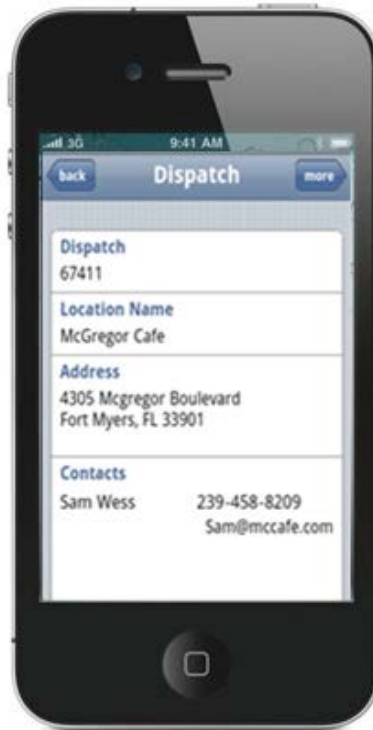 3G 9:41 AM
back Dispatch more
Dispatch
67411
Location Name
McGregor Cafe
Address
4305 Mcgregor Boulevard
Fort Myers, FL 33901
Contacts
Sam Wess 239-458-8209
Sam@mccafe.com